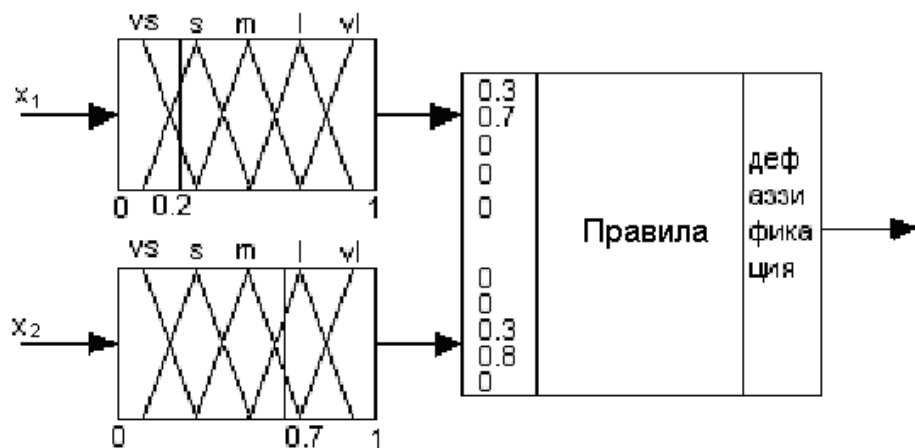 vs s m l vl
x1
0 0.2 1
vs s m l vl
x2
0 0.7 1
0.3
0.7
0
0
0
0
0
0.3
0.8
0
Правила
деф
аззи
фика
ция